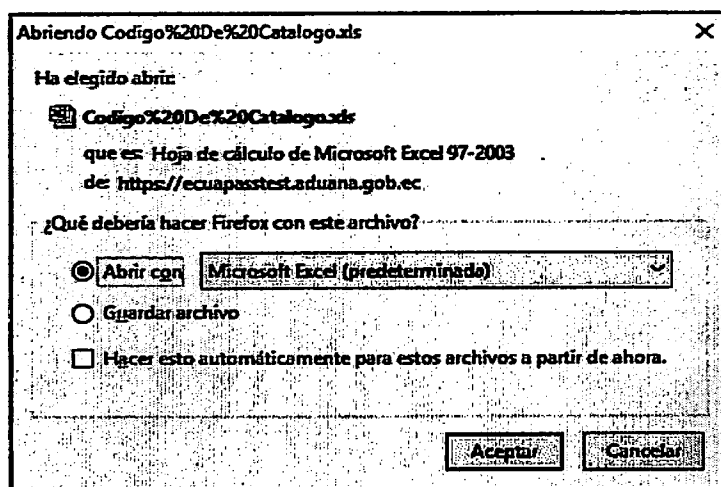 Abriendo Codigo%20De%20Catalogo.xls
Ha elegido abrir:
Codigo%20De%20Catalogo.xls
que es: Hoja de cálculo de Microsoft Excel 97-2003
de: https://ecuapasstest.aduana.gob.ec
¿Qué debería hacer Firefox con este archivo?
Abrir con Microsoft Excel (predeterminada)
Guardar archivo
Hacer esto automáticamente para estos archivos a partir de ahora.
Aceptar Cancelar